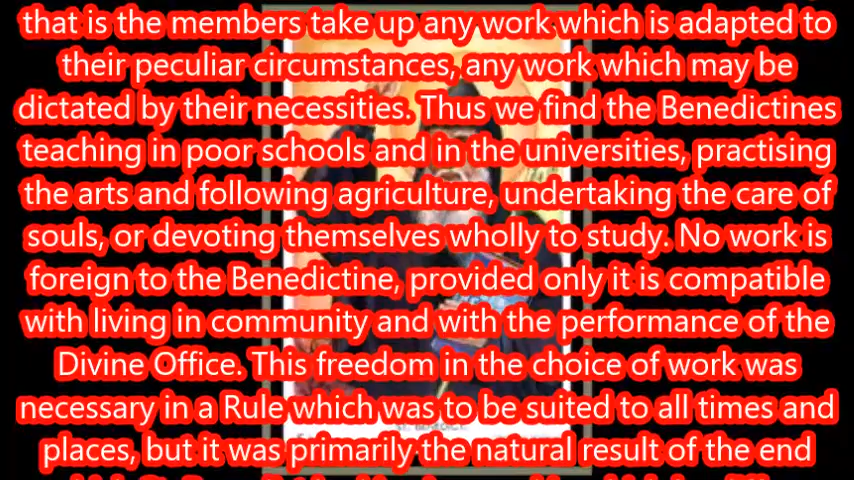 that is the members take up any work which is adapted to
their peculiar circumstances, any work which may be
dictated by their necessities. Thus we find the Benedictines
teaching in poor schools and in the universities, practising
the arts and following agriculture, undertaking the care of
souls, or devoting themselves wholly to study. No work is
foreign to the Benedictine, provided only it is compatible
with living in community and with the performance of the
Divine Office. This freedom in the choice of work was
necessary in a Rule which was to be suited to all times and
places, but it was primarily the natural result of the end